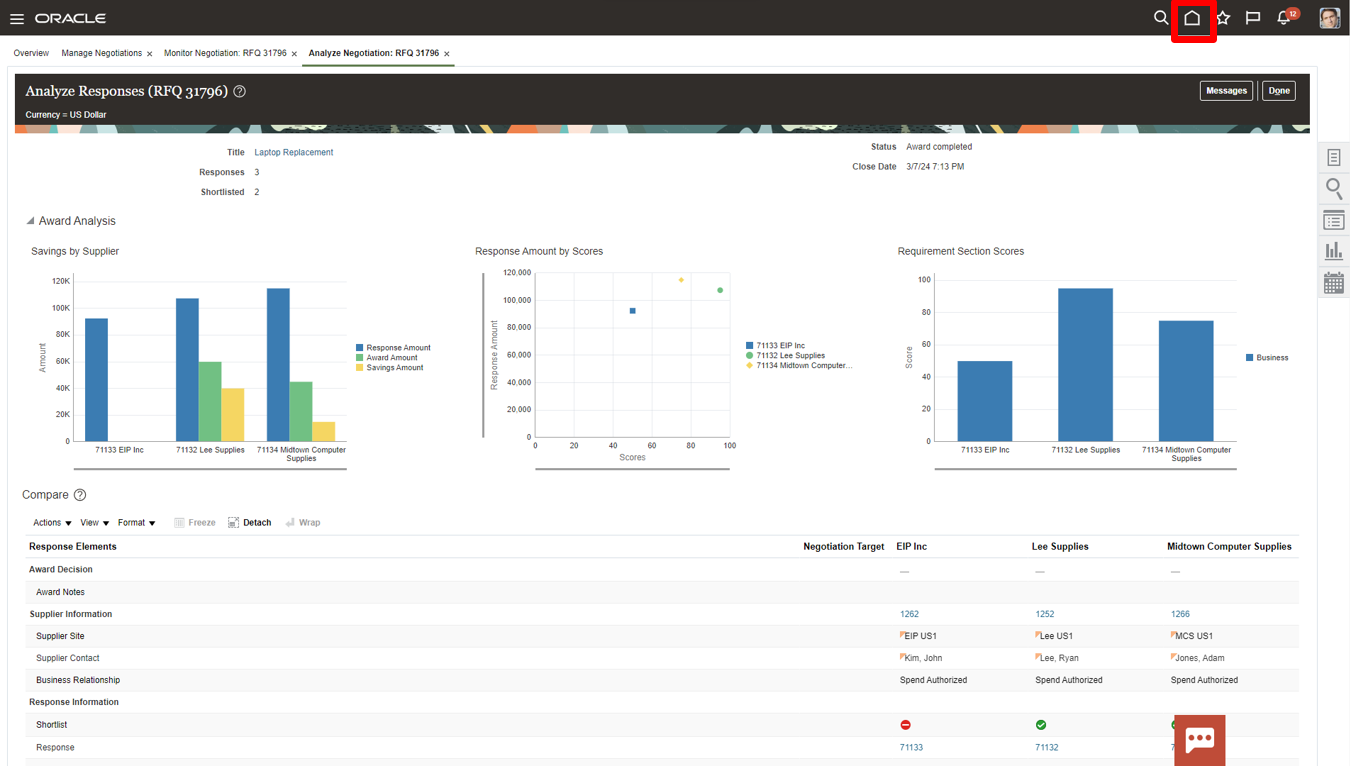 ORACLE
12
Overview Manage Negotiations × Monitor Negotiation: RFQ 31796 × Analyze Negotiation: RFQ 31796 ×
Analyze Responses (RFQ 31796) ?
Messages Done
Currency = US Dollar
Title Laptop Replacement
Responses 3
Shortlisted 2
Status Award completed
Close Date 3/7/24 7:13 PM
Award Analysis
Savings by Supplier
Amount
120K
100K
80K
60K
40K
20K
0
71133 EIP Inc 71132 Lee Supplies 71134 Midtown Computer
Supplies
Response Amount
Award Amount
Savings Amount
Response Amount by Scores
Response Amount
120,000
100,000
80,000
60,000
40,000
20,000
0
0 20 40 60 80 100
Scores
71133 EIP Inc
71132 Lee Supplies
71134 Midtown Computer...
Requirement Section Scores
Score
100
80
60
40
20
0
71133 EIP Inc 71132 Lee Supplies 71134 Midtown Computer
Supplies
Business
Compare ?
Actions View Format Freeze Detach Wrap
Response Elements Negotiation Target EIP Inc Lee Supplies Midtown Computer Supplies
Award Decision — — —
Award Notes
Supplier Information 1262 1252 1266
Supplier Site EIP US1 Lee US1 MCS US1
Supplier Contact Kim, John Lee, Ryan Jones, Adam
Business Relationship Spend Authorized Spend Authorized Spend Authorized
Response Information
Shortlist
Response 71133 71132